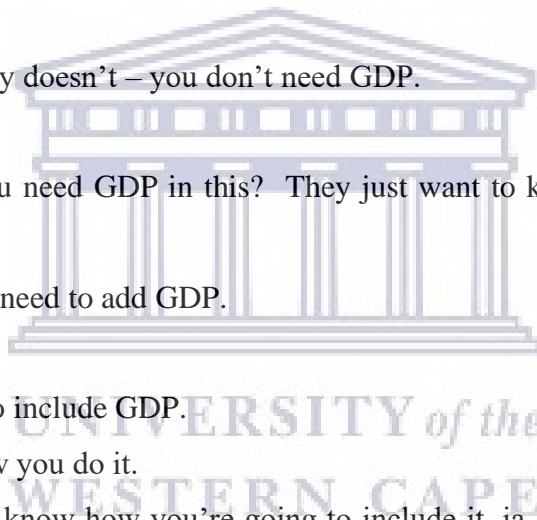 y doesn't – you don't need GDP.
u need GDP in this? They just want to k
need to add GDP.
o include GDP.
UNIVERSITY of the
v you do it.
WESTERN CAPE
know how you're going to include it, ja